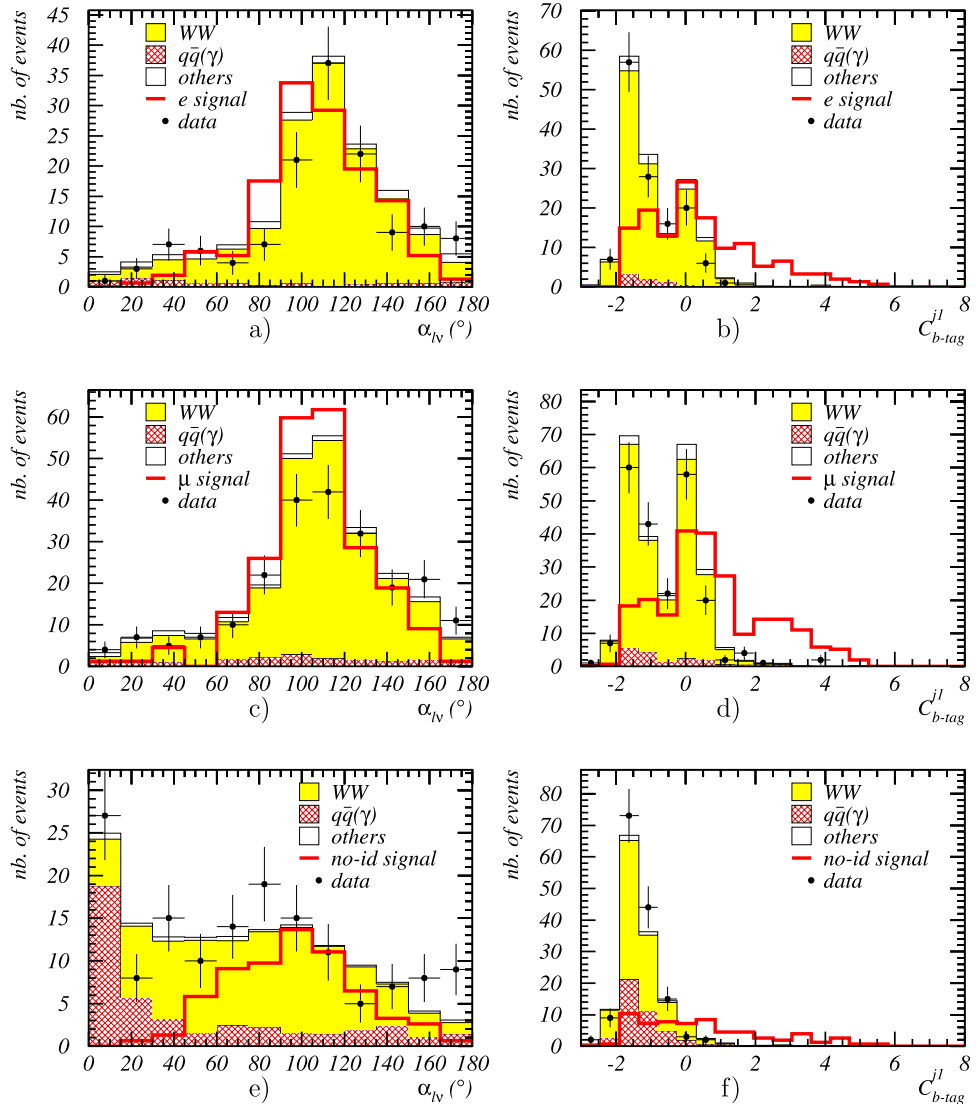 nb. of events
45
40
35
30
25
20
15
10
5
0
WW
qq̄(γ)
others
e signal
data
0 20 40 60 80 100 120 140 160 180
a)
α_lν (°)
nb. of events
70
60
50
40
30
20
10
0
WW
qq̄(γ)
others
e signal
data
-2 0 2 4 6 8
b)
C^{j1}_{b-tag}
nb. of events
60
50
40
30
20
10
0
WW
qq̄(γ)
others
μ signal
data
0 20 40 60 80 100 120 140 160 180
c)
α_lν (°)
nb. of events
80
70
60
50
40
30
20
10
0
WW
qq̄(γ)
others
μ signal
data
-2 0 2 4 6 8
d)
C^{j1}_{b-tag}
nb. of events
25
20
15
10
5
0
WW
qq̄(γ)
others
no-id signal
data
0 20 40 60 80 100 120 140 160 180
e)
α_lν (°)
nb. of events
80
70
60
50
40
30
20
10
0
WW
qq̄(γ)
others
no-id signal
data
-2 0 2 4 6 8
f)
C^{j1}_{b-tag}